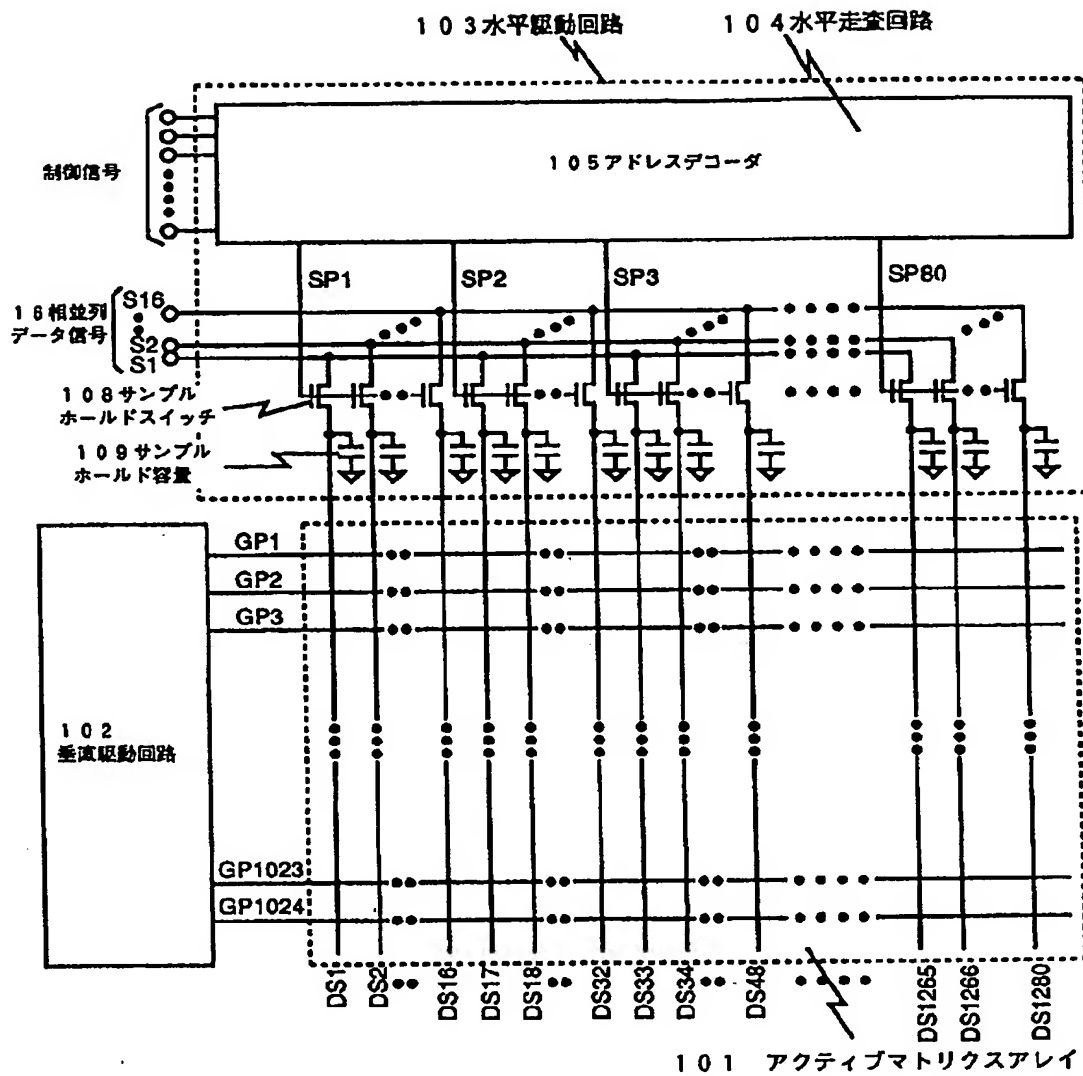 103水平駆動回路
104水平走査回路
制御信号
105アドレスデコーダ
SP1
SP2
SP3
SP80
16相並列
データ信号
S16
S2
S1
108サンプル
ホールドスイッチ
109サンプル
ホールド容量
GP1
GP2
GP3
102
垂直駆動回路
GP1023
GP1024
DS1
DS2
DS16
DS17
DS18
DS32
DS33
DS34
DS48
DS1265
DS1266
DS1280
101 アクティブマトリクスアレイ